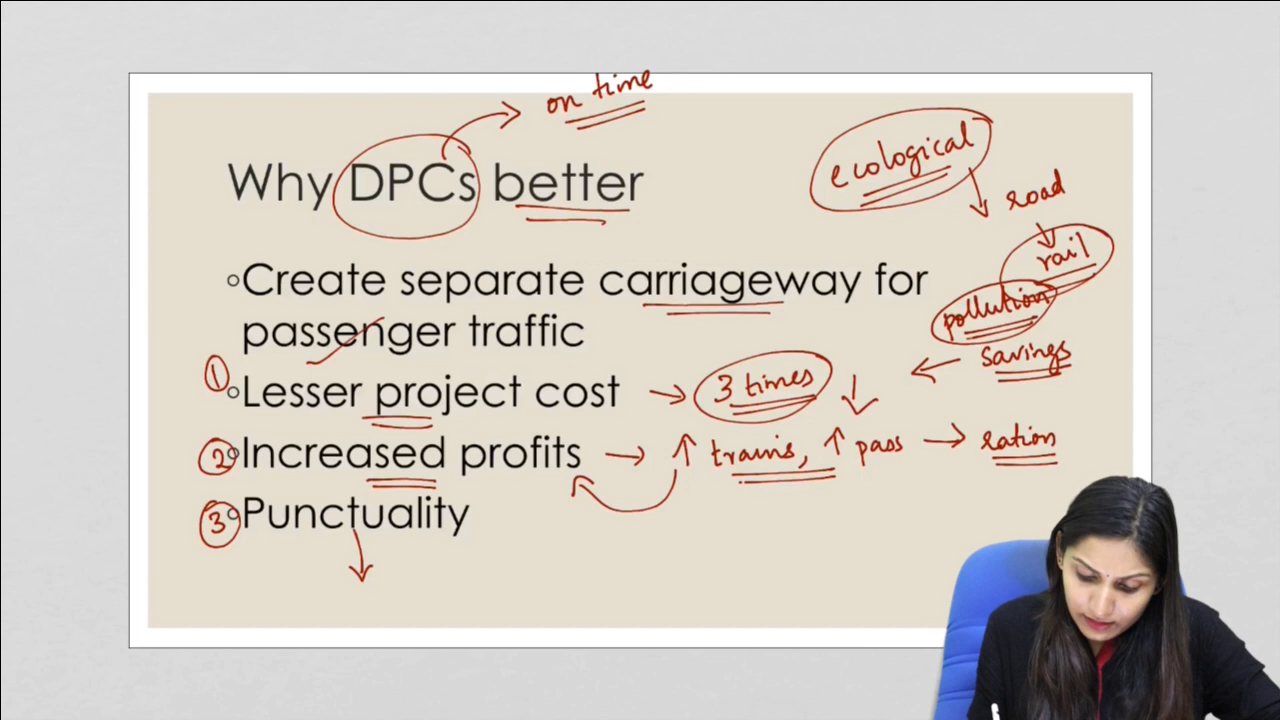 on time
ecological
Why DPCs better
road
rail
◦Create separate carriageway for
pollution
passenger traffic
savings
① ◦Lesser project cost → 3 times ↓
② ◦Increased profits → ↑ trains, ↑ pass → ration
③ ◦Punctuality